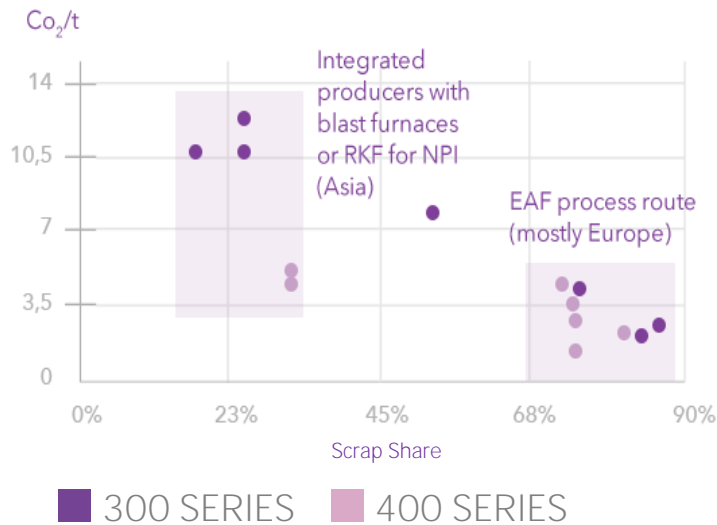 Co2/t
14
10,5
7
3,5
0
Integrated
producers with
blast furnaces
or RKF for NPI
(Asia)
EAF process route
(mostly Europe)
0%
23%
45%
68%
90%
Scrap Share
300 SERIES
400 SERIES